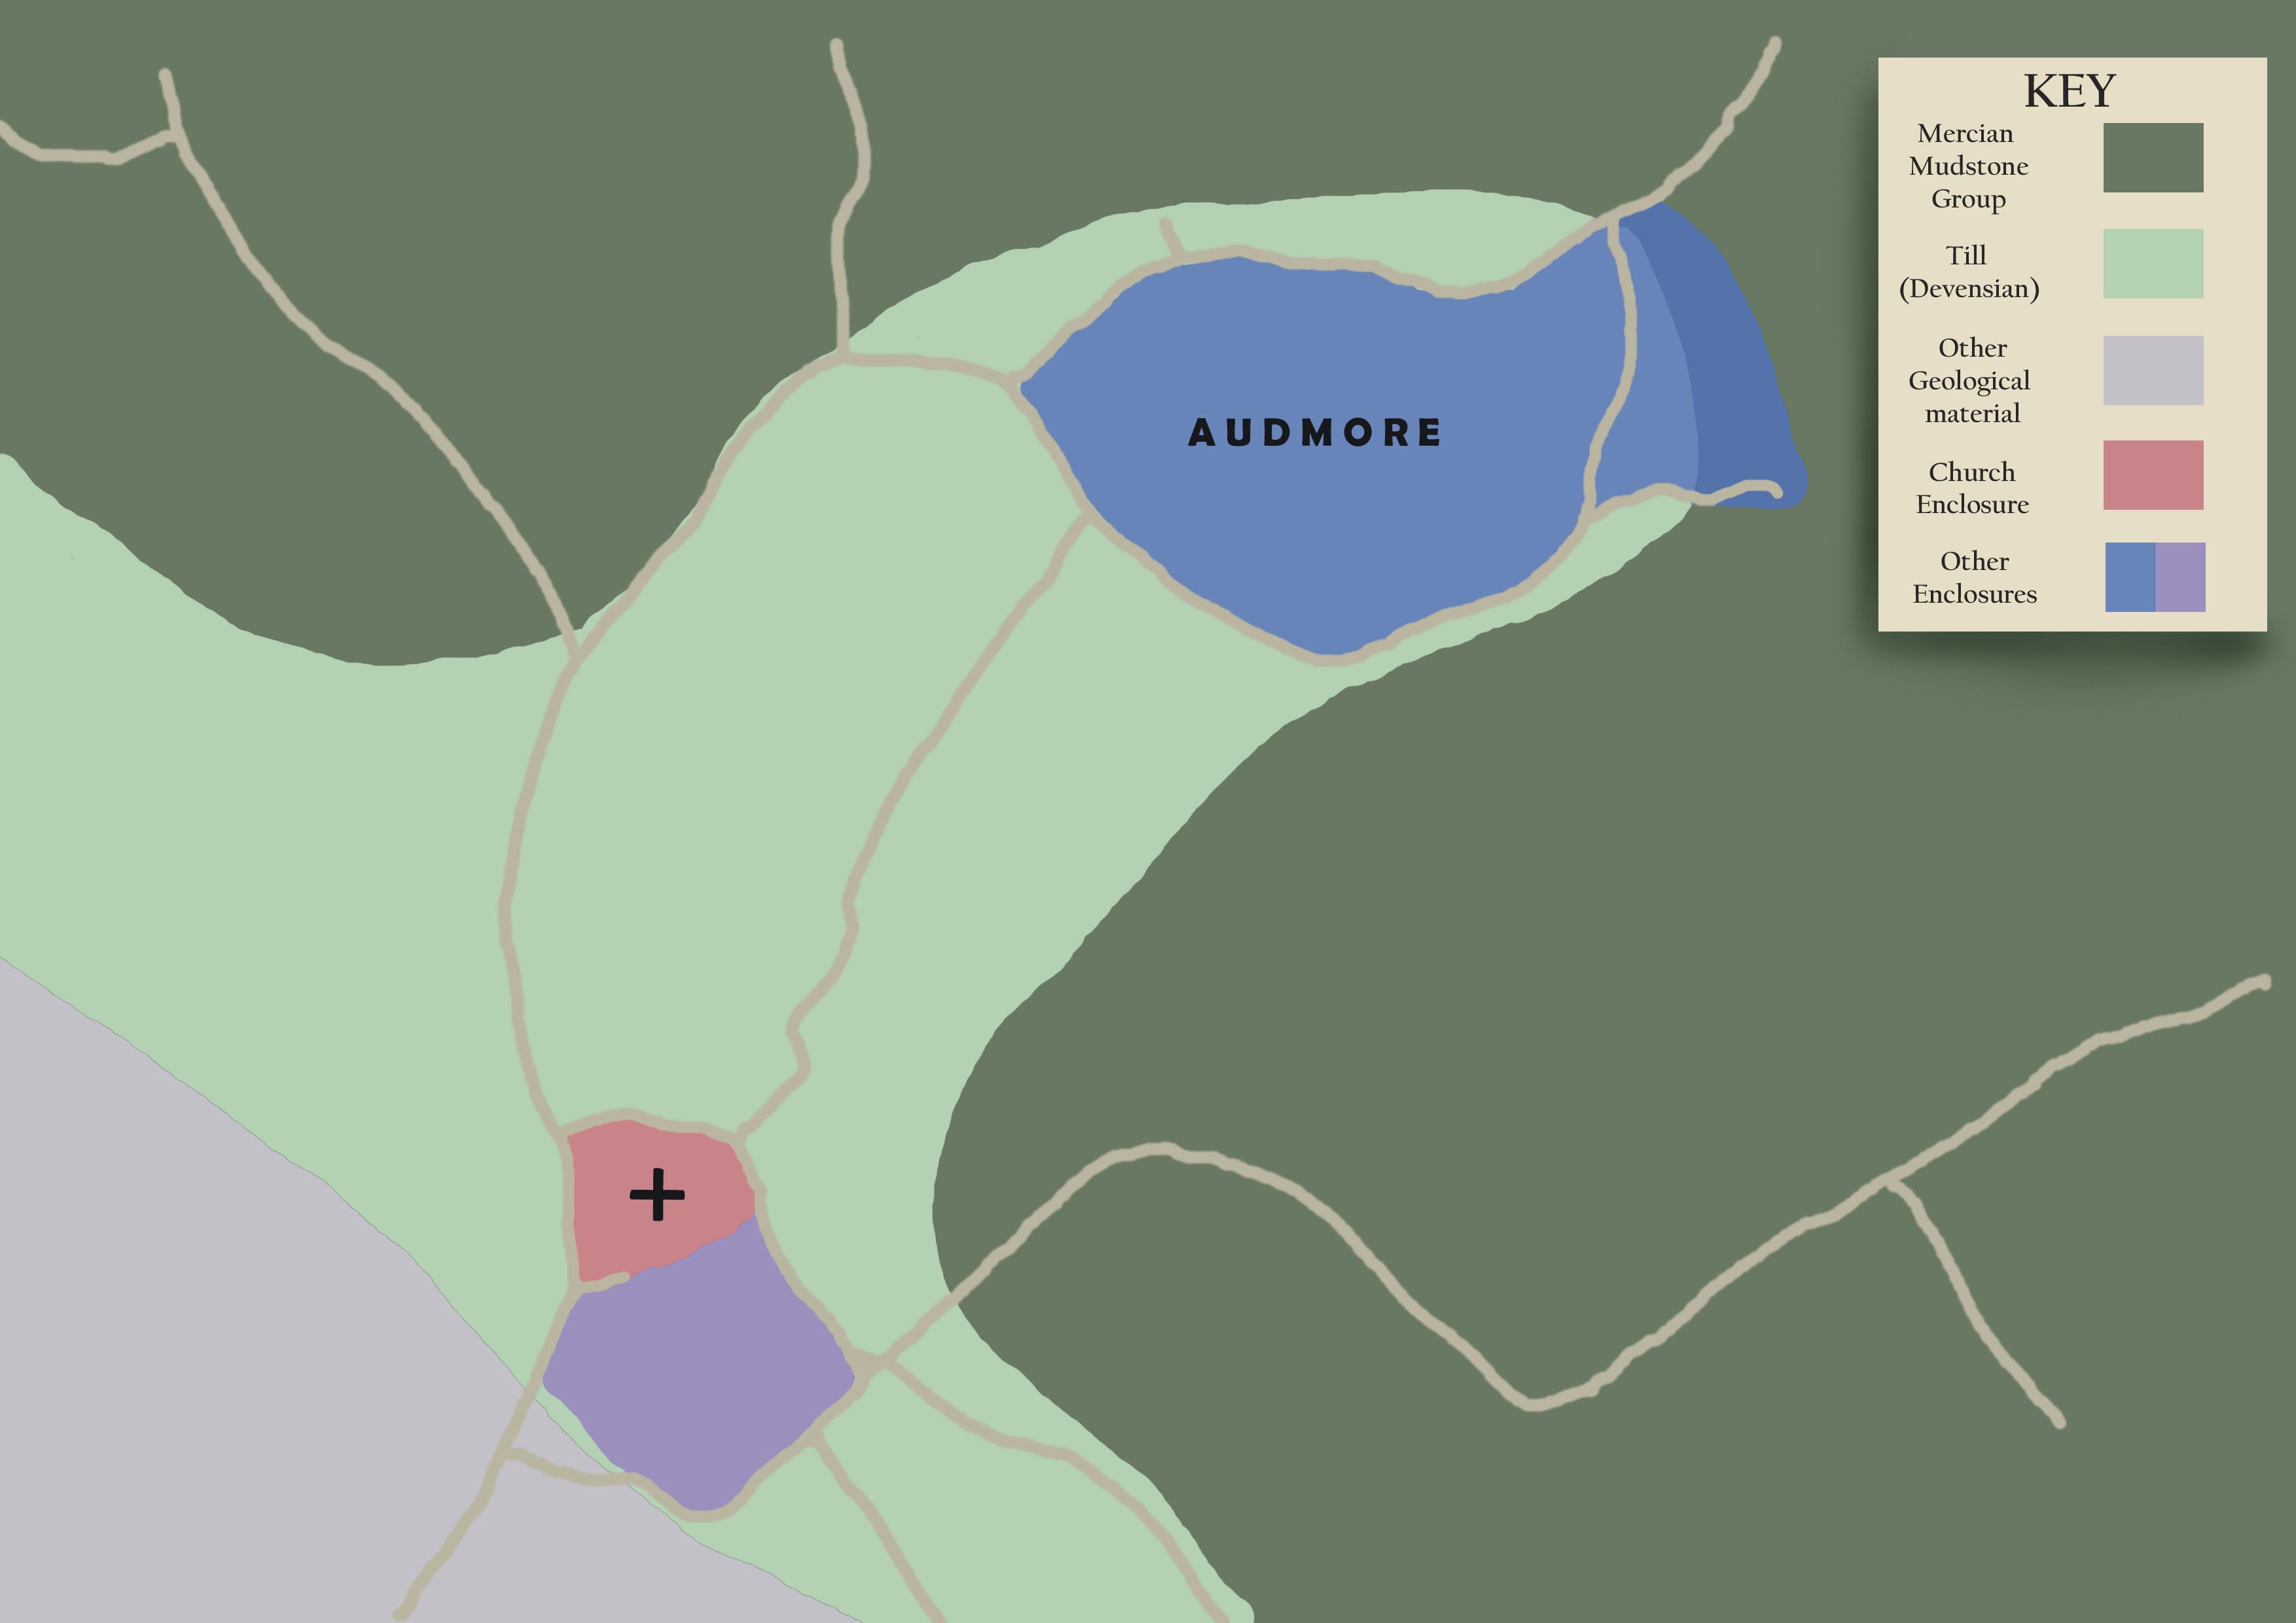 AUDMORE
KEY
Mercian
Mudstone
Group
Till
(Devensian)
Other
Geological
material
Church
Enclosure
Other
Enclosures